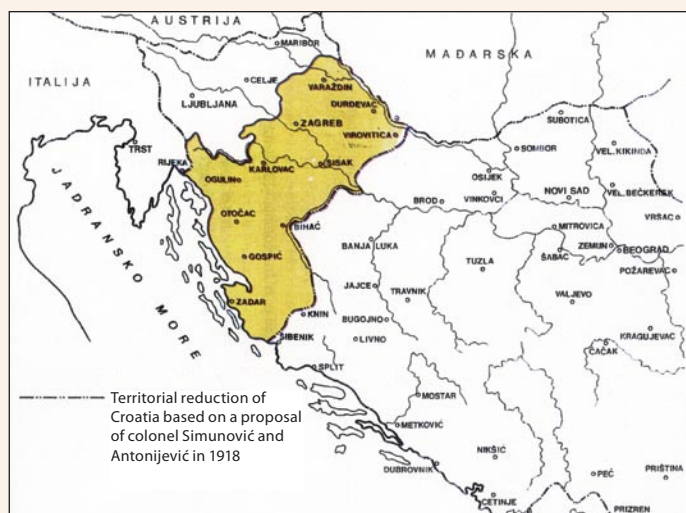 AUSTRIJA
MARIBOR
MAĐARSKA
ITALIJA
CELJE
VARAŽDIN
LJUBLJANA
ĐURĐEVAC
ZAGREB
SUBOTICA
TRST
VIROVITICA
SOMBOR
VEL. KIKINDA
RIJEKA
KARLOVAC
SISAK
OSIJEK
OGULIN
NOVI SAD
VEL. BEČKEREK
BROD
VINKOVCI
OTOČAC
MITROVICA
VRŠAC
BIHAĆ
BANJA LUKA
ZEMUN
BEOGRAD
ŠABAC
JADRANSKO MORE
GOSPIĆ
TUZLA
POŽAREVAC
JAJCE
TRAVNIK
VALJEVO
ZADAR
KNIN
BUGOJNO
KRAGUJEVAC
ŠIBENIK
LIVNO
ČAČAK
SPLIT
MOSTAR
METKOVIĆ
NIKŠIĆ
DUBROVNIK
PEĆ
PRIŠTINA
CETINJE
PRIZREN
Territorial reduction of
Croatia based on a proposal
of colonel Simunović and
Antonijević in 1918